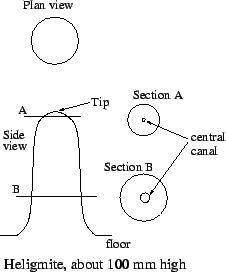 Plan view
Tip
Section A
A
Side
view
central
canal
Section B
B
floor
Heligmite, about 100 mm high